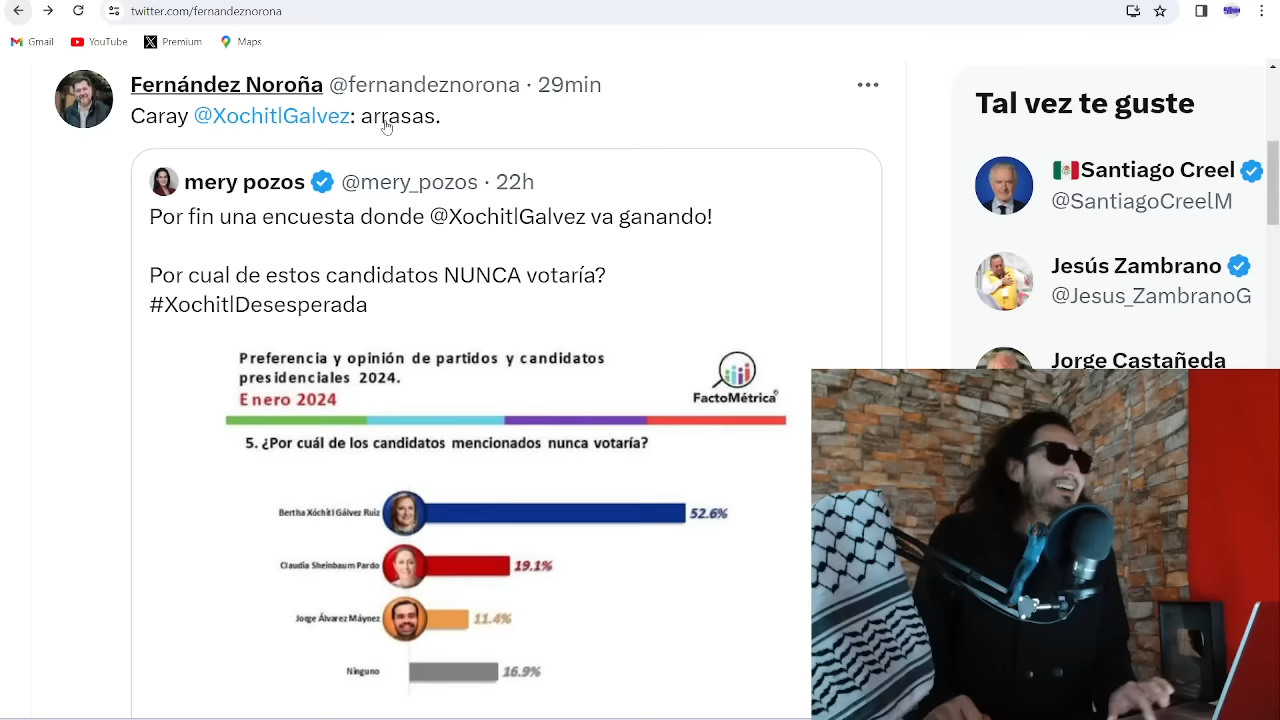 twitter.com/fernandeznorona
Gmail YouTube Premium Maps
Fernández Noroña @fernandeznorona · 29min
Caray @XochitlGalvez: arrasas.
mery pozos @mery_pozos · 22h
Por fin una encuesta donde @XochitlGalvez va ganando!
Por cual de estos candidatos NUNCA votaría?
#XochitlDesesperada
Preferencia y opinión de partidos y candidatos
presidenciales 2024.
Enero 2024
FactoMétrica
5. ¿Por cuál de los candidatos mencionados nunca votaría?
Bertha Xóchitl Gálvez Ruiz 52.6%
Claudia Sheinbaum Pardo 19.1%
Jorge Álvarez Máynez 11.4%
Ninguno 16.9%
Tal vez te guste
Santiago Creel
@SantiagoCreelM
Jesús Zambrano
@Jesus_ZambranoG
Jorge Castañeda